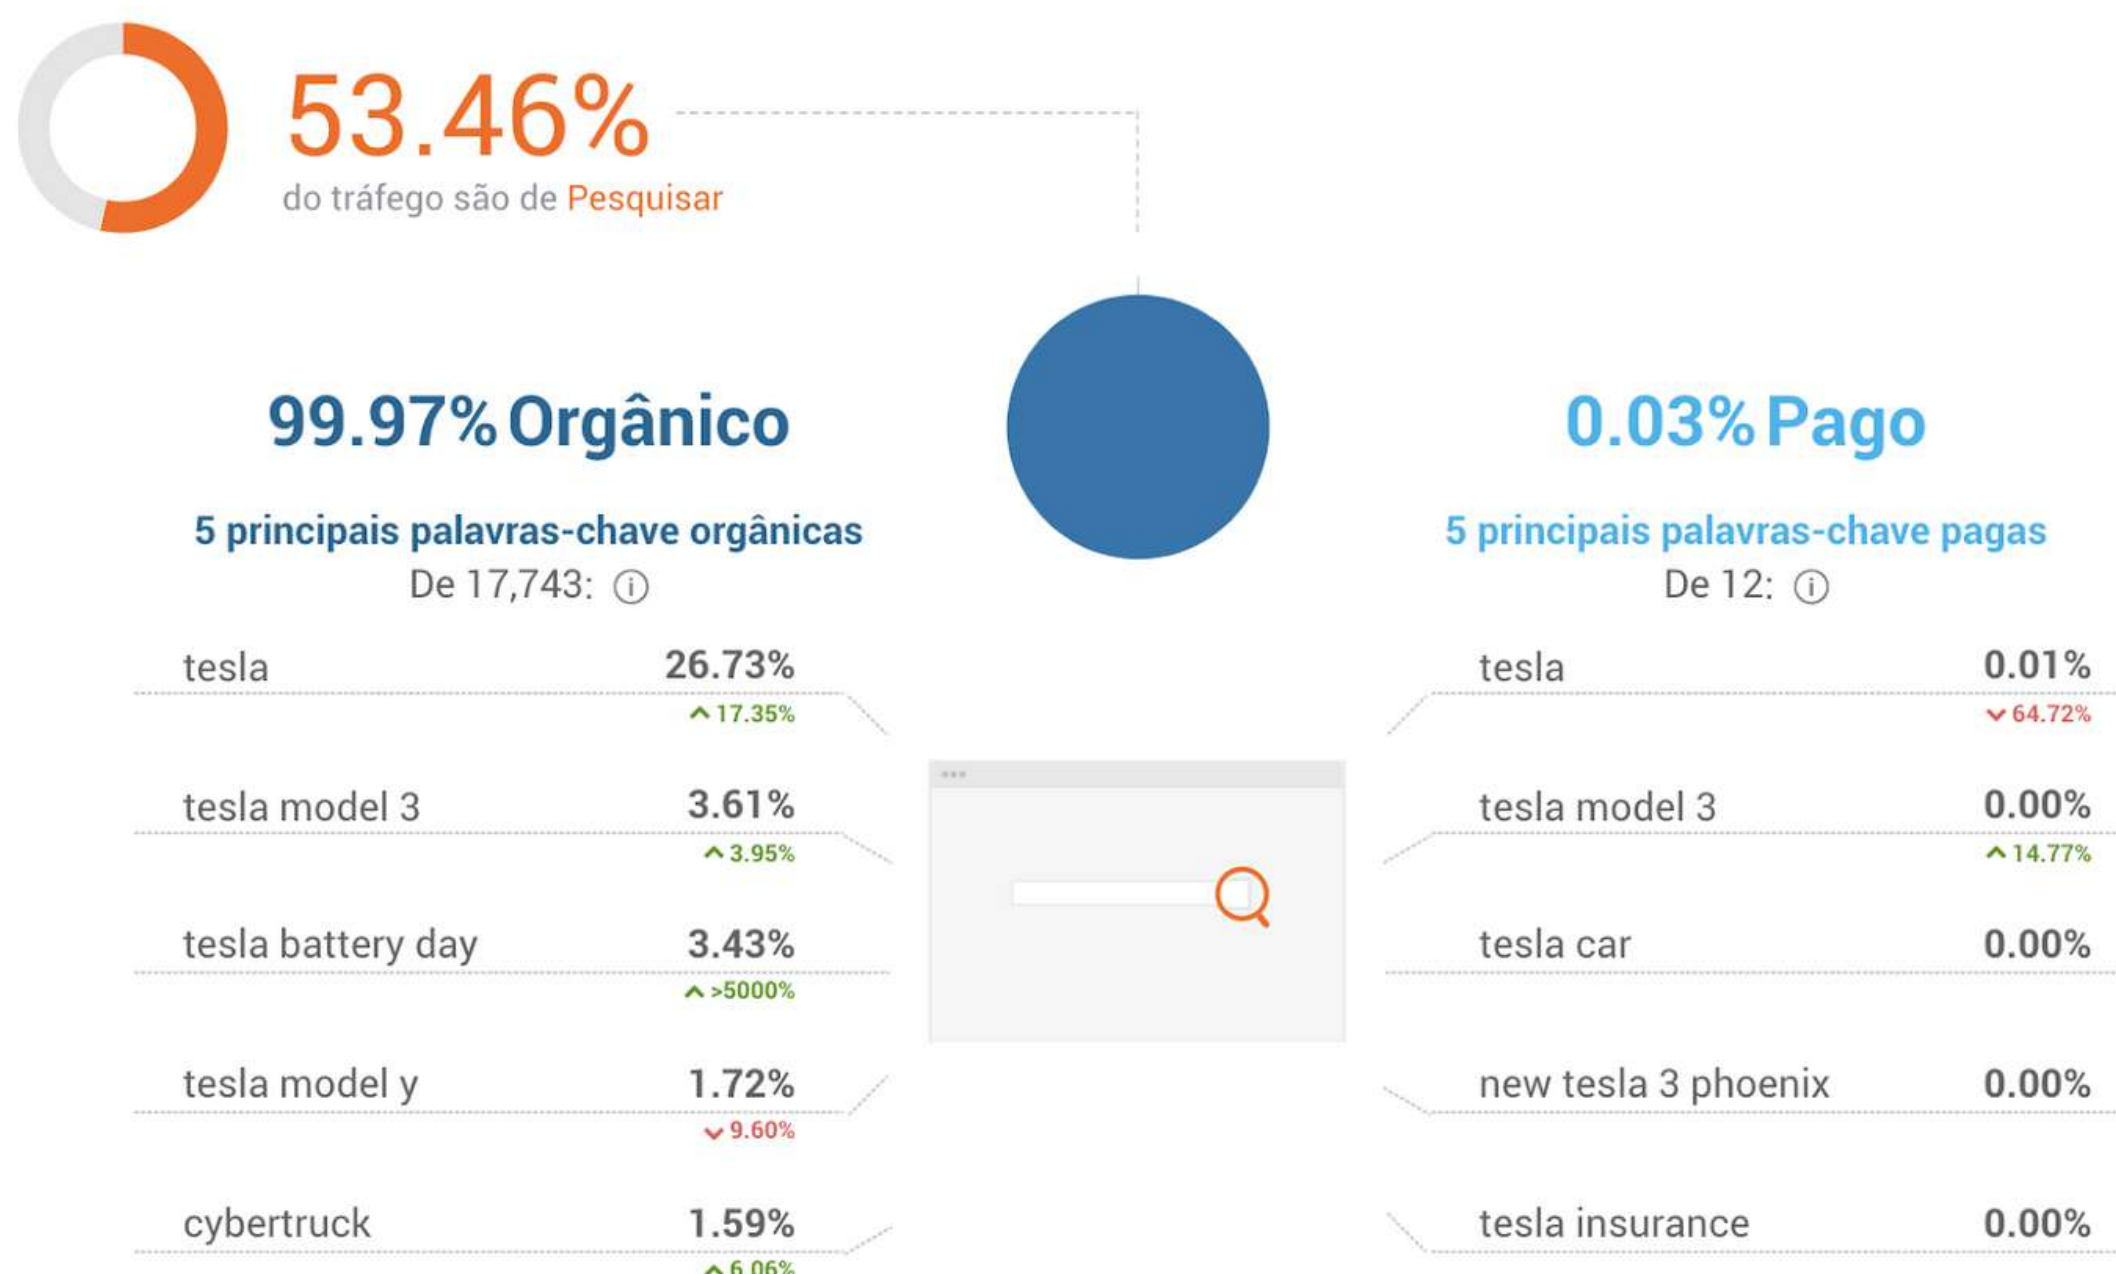 53.46%
do tráfego são de Pesquisar
99.97% Orgânico
5 principais palavras-chave orgânicas
De 17,743:
tesla 26.73%
17.35%
tesla model 3 3.61%
3.95%
tesla battery day 3.43%
>5000%
tesla model y 1.72%
9.60%
cybertruck 1.59%
6.06%
0.03% Pago
5 principais palavras-chave pagas
De 12:
tesla 0.01%
64.72%
tesla model 3 0.00%
14.77%
tesla car 0.00%
new tesla 3 phoenix 0.00%
tesla insurance 0.00%